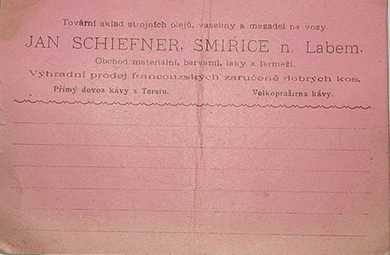 Tovární sklad strojních olejů, vaseliny a mazadel na vozy.
JAN SCHIEFNER, SMIŘICE n. Labem.
Obchod materiální, barvami, laky a fermeží.
Výhradní prodej francouzských zaručeně dobrých kos.
Přímý dovoz kávy z Terstu. Velkopražírna kávy.